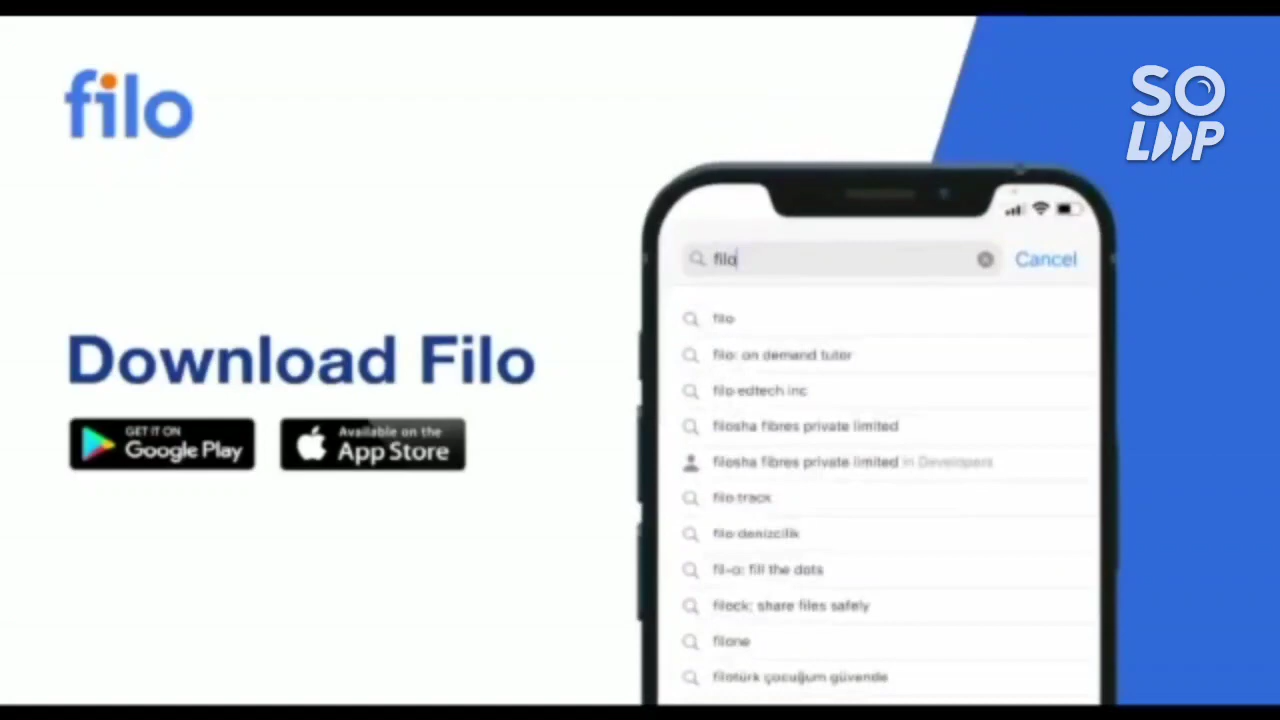 filo
SO
LOOP
filo
Cancel
filo
filo: on demand tutor
filo edtech inc
Download Filo
filosha fibres private limited
GET IT ON
Google Play
Available on the
App Store
filosha fibres private limited in Developers
filo track
filo denizcilik
fil-o: fill the dots
filock: share files safely
filone
filotürk çocuğum güvende